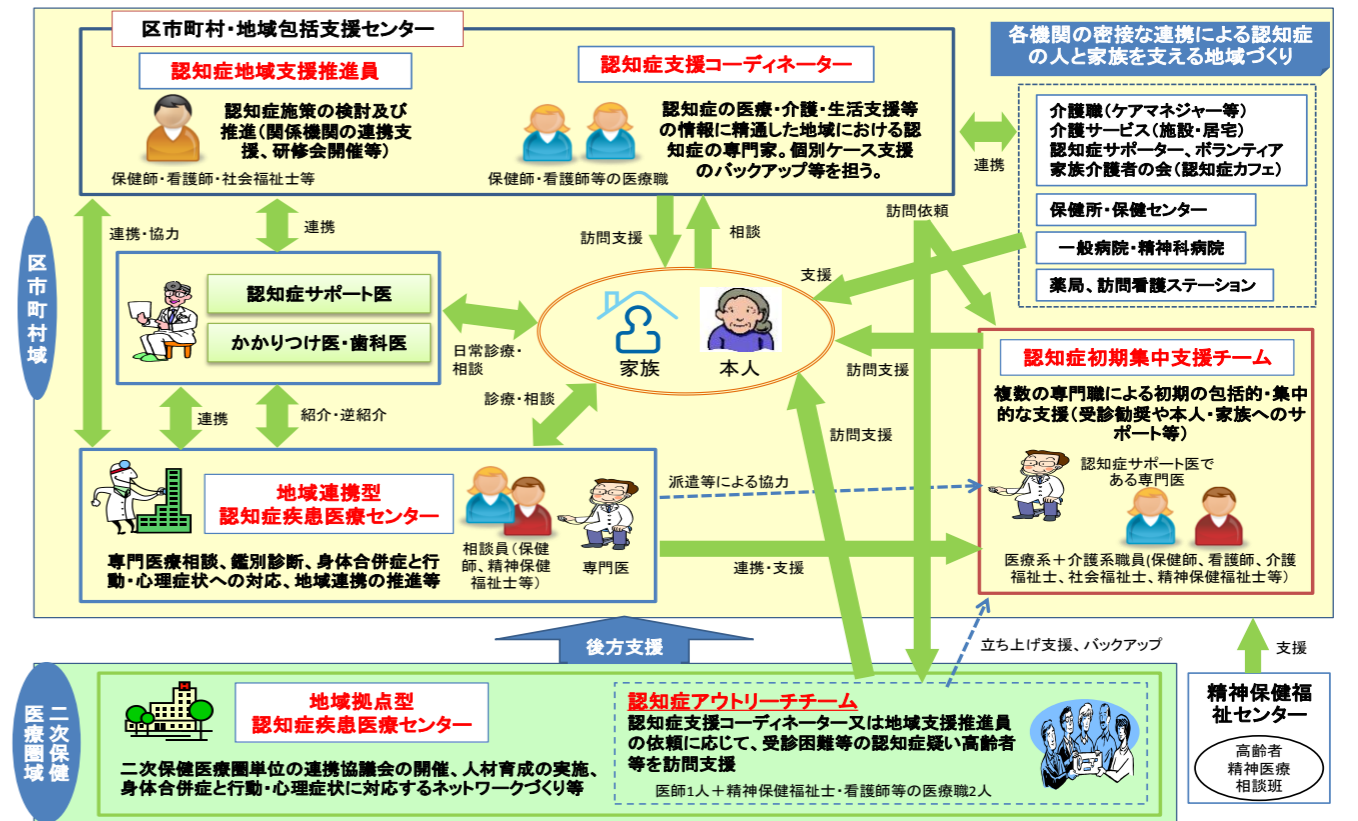 区市町村・地域包括支援センター
認知症地域支援推進員
認知症施策の検討及び
推進(関係機関の連携支
援、研修会開催等)
保健師・看護師・社会福祉士等
認知症支援コーディネーター
認知症の医療・介護・生活支援等
の情報に精通した地域における認
知症の専門家。個別ケース支援
のバックアップ等を担う。
保健師・看護師等の医療職
各機関の密接な連携による認知症
の人と家族を支える地域づくり
介護職(ケアマネジャー等)
介護サービス(施設・居宅)
認知症サポーター、ボランティア
家族介護者の会(認知症カフェ)
保健所・保健センター
一般病院・精神科病院
薬局、訪問看護ステーション
連携
区市町村域
連携・協力
連携
訪問支援
相談
訪問依頼
支援
認知症サポート医
かかりつけ医・歯科医
日常診療・
相談
家族
本人
訪問支援
診療・相談
訪問支援
連携
紹介・逆紹介
認知症初期集中支援チーム
複数の専門職による初期の包括的・集中
的な支援(受診勧奨や本人・家族へのサ
ポート等)
認知症サポート医で
ある専門医
医療系+介護系職員(保健師、看護師、介護
福祉士、社会福祉士、精神保健福祉士等)
地域連携型
認知症疾患医療センター
専門医療相談、鑑別診断、身体合併症と行
動・心理症状への対応、地域連携の推進等
相談員(保健
師、精神保健
福祉士等)
専門医
派遣等による協力
連携・支援
後方支援
立ち上げ支援、バックアップ
支援
二次保健
医療圏域
地域拠点型
認知症疾患医療センター
二次保健医療圏単位の連携協議会の開催、人材育成の実施、
身体合併症と行動・心理症状に対応するネットワークづくり等
認知症アウトリーチチーム
認知症支援コーディネーター又は地域支援推進員
の依頼に応じて、受診困難等の認知症疑い高齢者
等を訪問支援
医師1人+精神保健福祉士・看護師等の医療職2人
精神保健福
祉センター
高齢者
精神医療
相談班